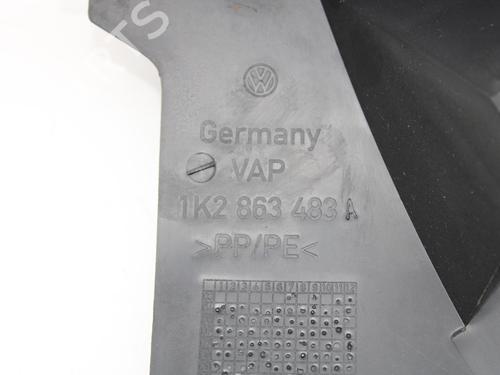 Germany
VAP
1K2 863 483 A
>PP/PE<
1 2 3 4 5 6 7 8 9 10 11 12